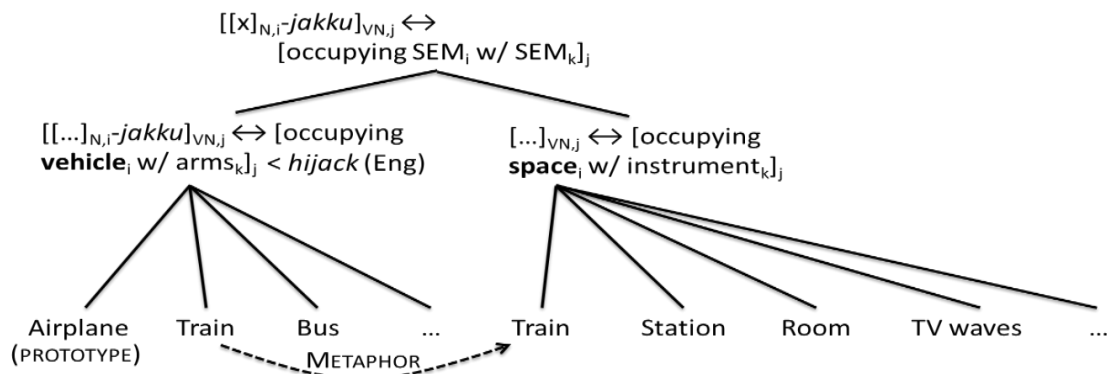 [[x]N,i-jakku]VN,j ↔
[occupying SEMi w/ SEMk]j
[[...]N,i-jakku]VN,j ↔ [occupying
vehiclei w/ armsk]j < hijack (Eng)
[...]VN,j ↔ [occupying
spacei w/ instrumentk]j
Airplane Train Bus ... Train Station Room TV waves ...
(PROTOTYPE)
METAPHOR